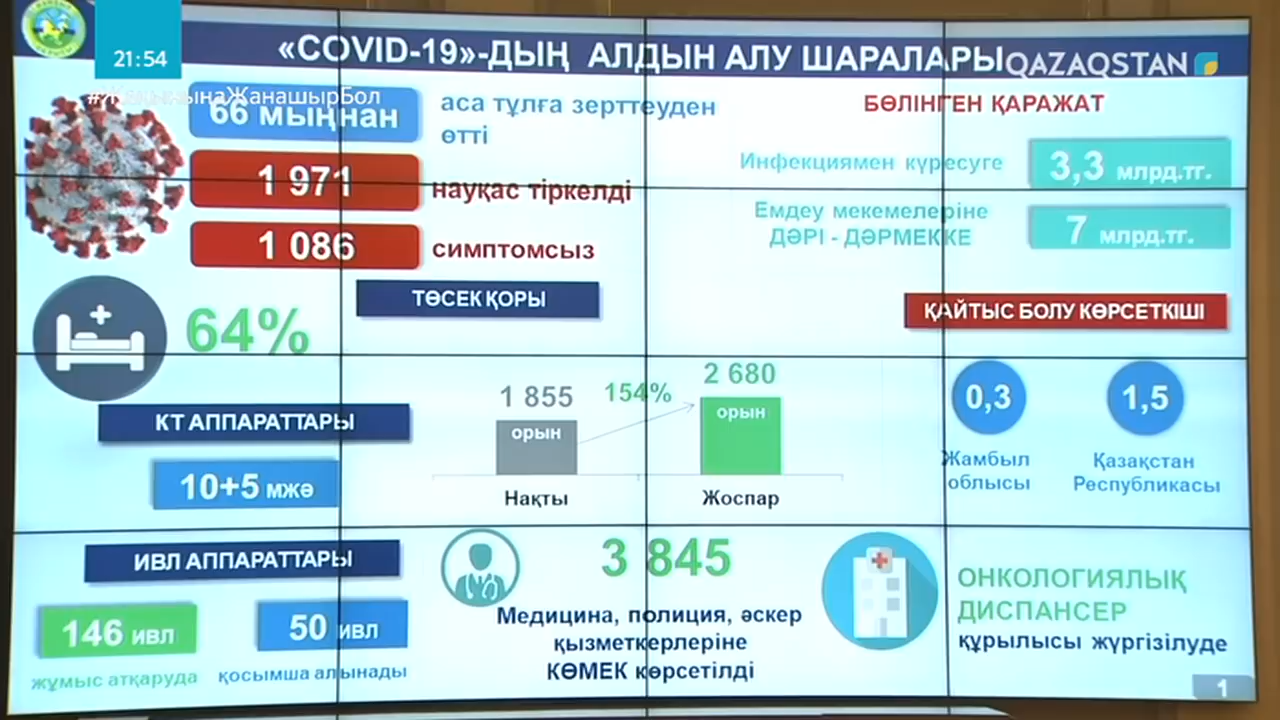 21:54
«COVID-19»-ДЫҢ АЛДЫН АЛУ ШАРАЛАРЫ
QAZAQSTAN
66 мыңнан
аса тұлға зерттеуден
өтті
1 971
науқас тіркелді
1 086
симптомсыз
БӨЛІНГЕН ҚАРАЖАТ
Инфекциямен күресуге
3,3 млрд.тг.
Емдеу мекемелеріне
ДӘРІ - ДӘРМЕККЕ
7 млрд.тг.
64%
ТӨСЕК ҚОРЫ
ҚАЙТЫС БОЛУ КӨРСЕТКІШІ
1 855
154%
2 680
орын
орын
Нақты
Жоспар
0,3
1,5
Жамбыл
облысы
Қазақстан
Республикасы
КТ АППАРАТТАРЫ
10+5 мжә
ИВЛ АППАРАТТАРЫ
146 ивл
50 ивл
жұмыс атқаруда
қосымша алынады
3 845
Медицина, полиция, әскер
қызметкерлеріне
КӨМЕК көрсетілді
ОНКОЛОГИЯЛЫҚ
ДИСПАНСЕР
құрылысы жүргізілуде
1